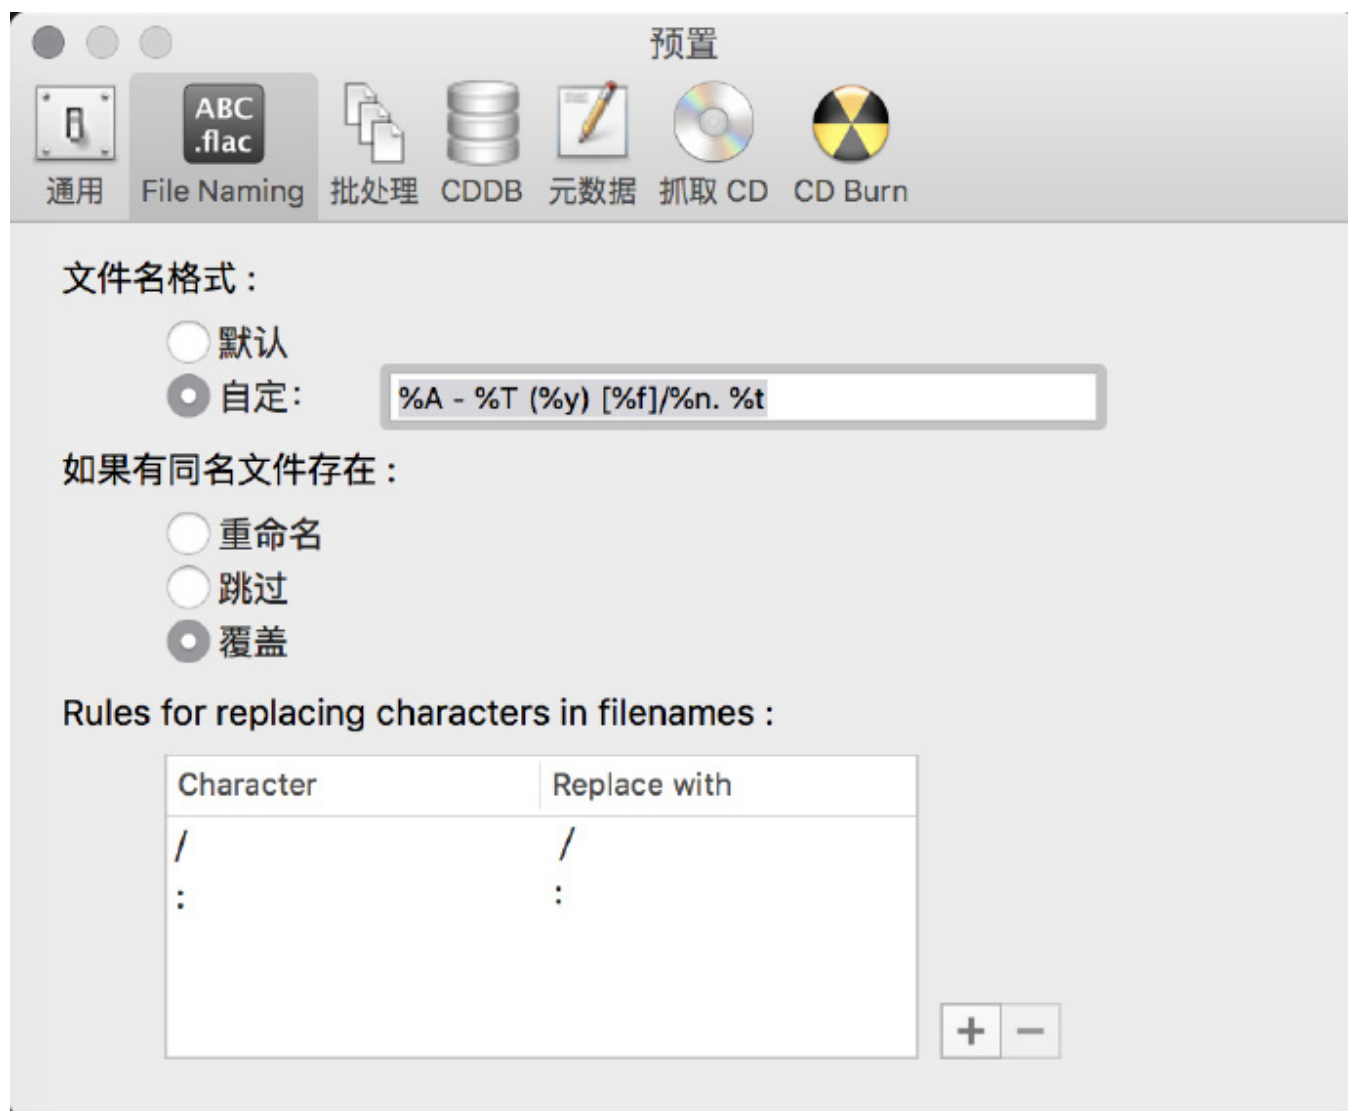 预置
ABC
.flac
通用 File Naming 批处理 CDDB 元数据 抓取 CD CD Burn
文件名格式：
默认
自定： %A - %T (%y) [%f]/%n. %t
如果有同名文件存在：
重命名
跳过
覆盖
Rules for replacing characters in filenames :
Character Replace with
/ /
: :